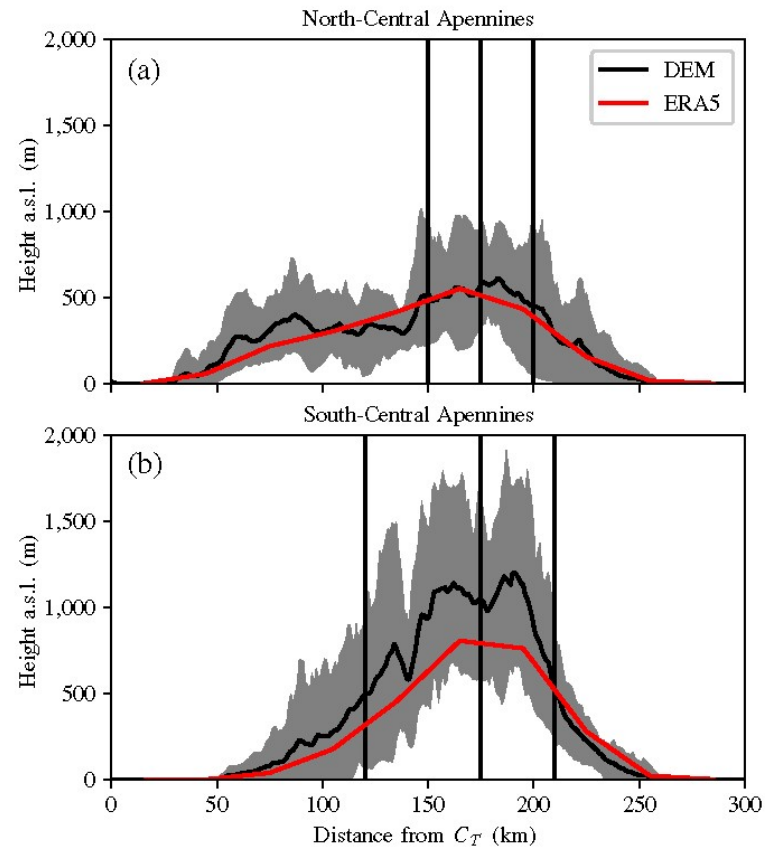 North-Central Apennines
(a)
DEM
ERA5
2,000
1,500
1,000
500
0
Height a.s.l. (m)
South-Central Apennines
(b)
2,000
1,500
1,000
500
0
Height a.s.l. (m)
0 50 100 150 200 250 300
Distance from C_T (km)